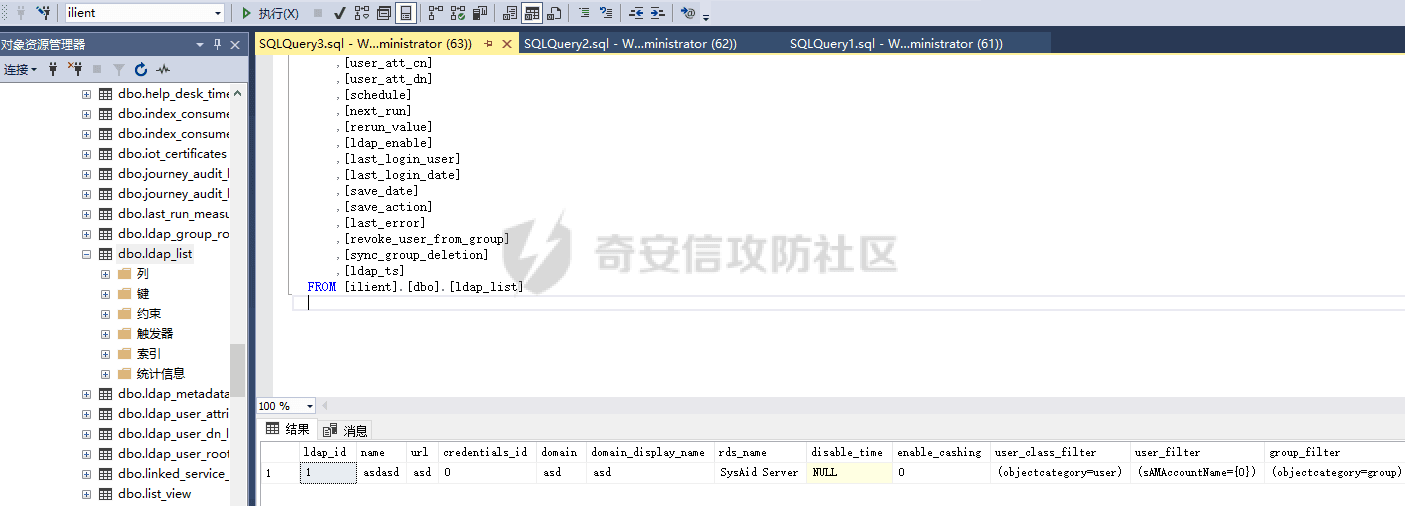 ilient
执行(X)
对象资源管理器
连接
dbo.help_desk_time
dbo.index_consume
dbo.index_consume
dbo.iot_certificates
dbo.journey_audit_l
dbo.journey_audit_l
dbo.last_run_measu
dbo.ldap_group_ro
dbo.ldap_list
列
键
约束
触发器
索引
统计信息
dbo.ldap_metadata
dbo.ldap_user_attri
dbo.ldap_user_dn_l
dbo.ldap_user_root
dbo.linked_service_
dbo.list_view
SQLQuery3.sql - W...ministrator (63)) SQLQuery2.sql - W...ministrator (62)) SQLQuery1.sql - W...ministrator (61))
,[user_att_cn]
,[user_att_dn]
,[schedule]
,[next_run]
,[rerun_value]
,[ldap_enable]
,[last_login_user]
,[last_login_date]
,[save_date]
,[save_action]
,[last_error]
,[revoke_user_from_group]
,[sync_group_deletion]
,[ldap_ts]
FROM [ilient].[dbo].[ldap_list]
奇安信攻防社区
100 %
结果 消息
ldap_id name url credentials_id domain domain_display_name rds_name disable_time enable_cashing user_class_filter user_filter group_filter
1 1 asdasd asd 0 asd asd SysAid Server NULL 0 (objectcategory=user) (sAMAccountName={0}) (objectcategory=group)